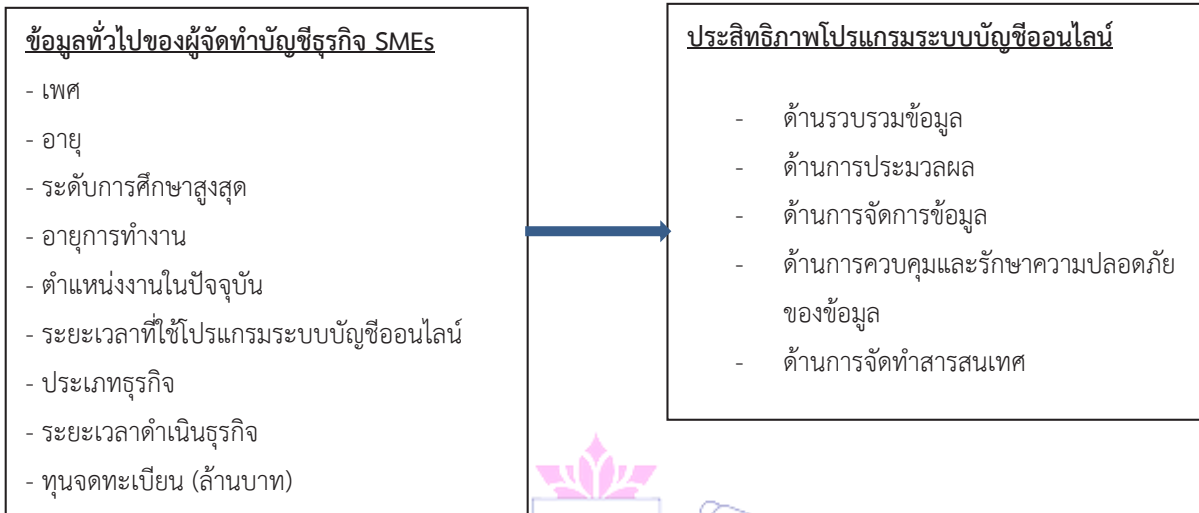 ข้อมูลทั่วไปของผู้จัดทำบัญชีธุรกิจ SMEs
- เพศ
- อายุ
- ระดับการศึกษาสูงสุด
- อายุการทำงาน
- ตำแหน่งงานในปัจจุบัน
- ระยะเวลาที่ใช้โปรแกรมระบบบัญชีออนไลน์
- ประเภทธุรกิจ
- ระยะเวลาดำเนินธุรกิจ
- ทุนจดทะเบียน (ล้านบาท)
ประสิทธิภาพโปรแกรมระบบบัญชีออนไลน์
- ด้านรวบรวมข้อมูล
- ด้านการประมวลผล
- ด้านการจัดการข้อมูล
- ด้านการควบคุมและรักษาความปลอดภัย
ของข้อมูล
- ด้านการจัดทำสารสนเทศ